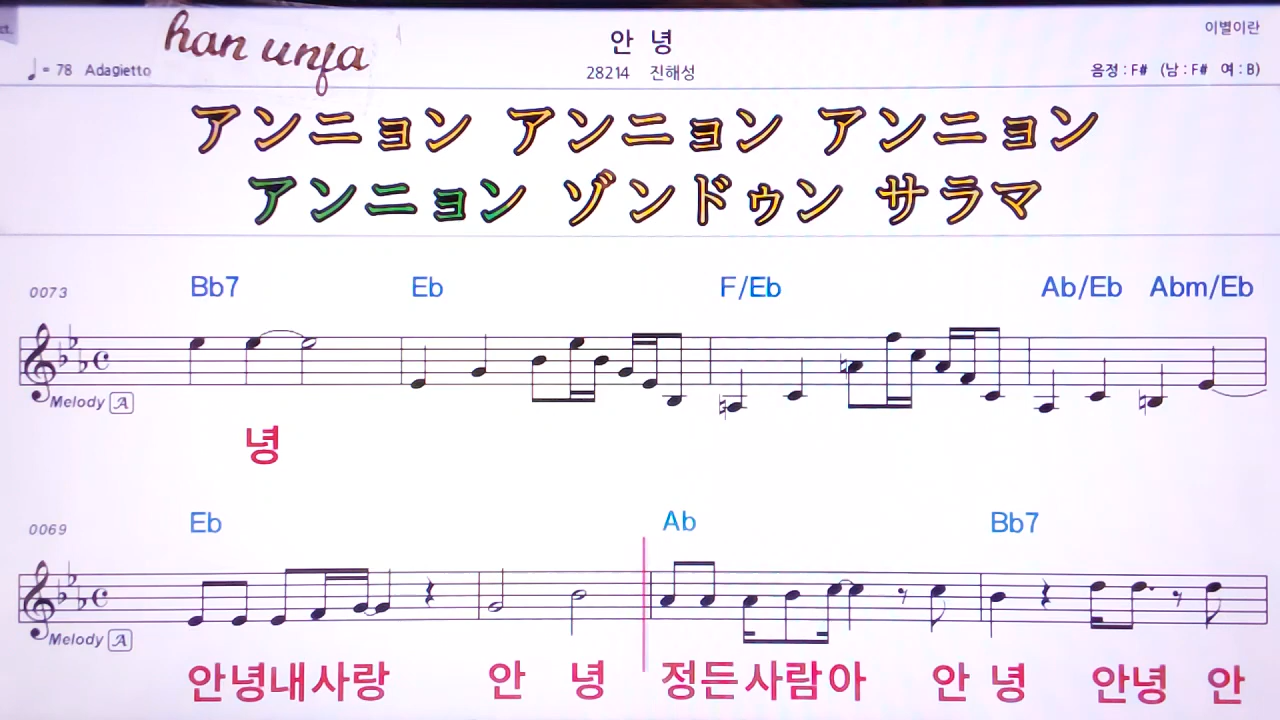 ct.
han unja
안 녕
이별이란
♩= 78 Adagietto
28214 진해성
음정 : F# (남 : F# 여 : B)
アンニョン アンニョン アンニョン
アンニョン ゾンドゥン サラマ
0073 Bb7 Eb F/Eb Ab/Eb Abm/Eb
Melody A
녕
0069 Eb Ab Bb7
Melody A
안녕내사랑 안 녕 정든사람아 안 녕 안녕 안